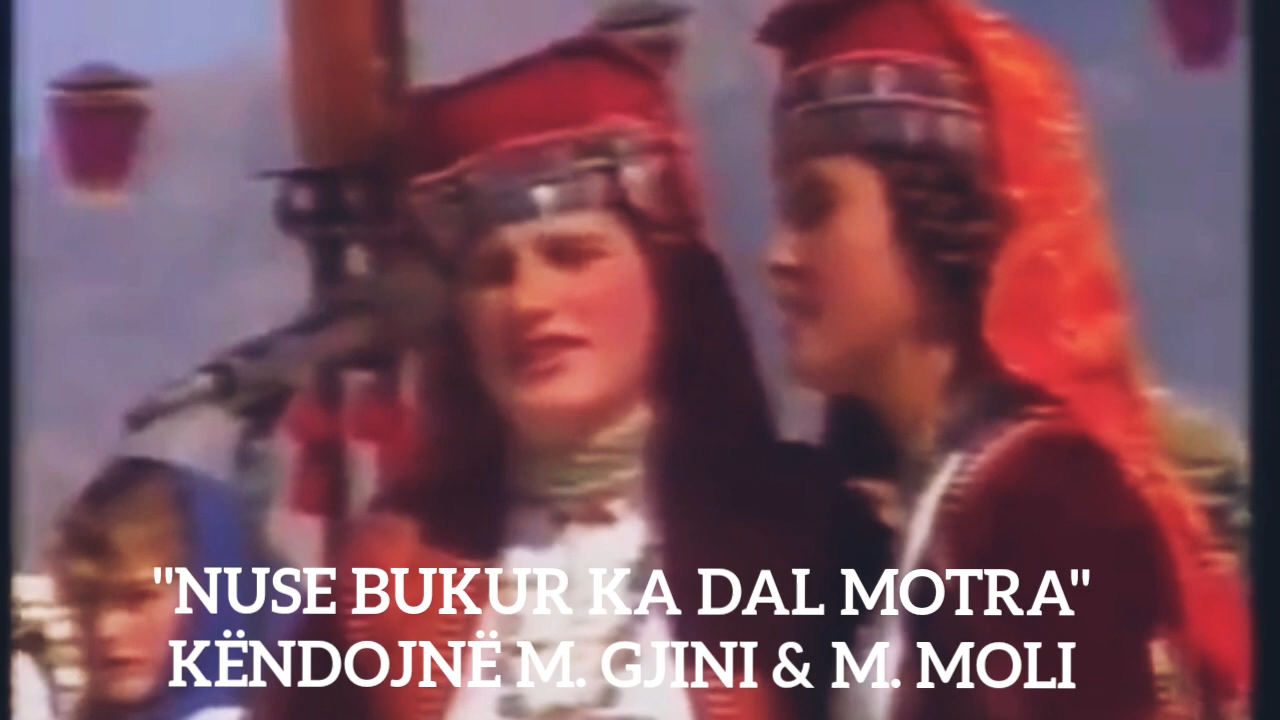 "NUSE BUKUR KA DAL MOTRA"
KËNDOJNË M. GJINI & M. MOLI